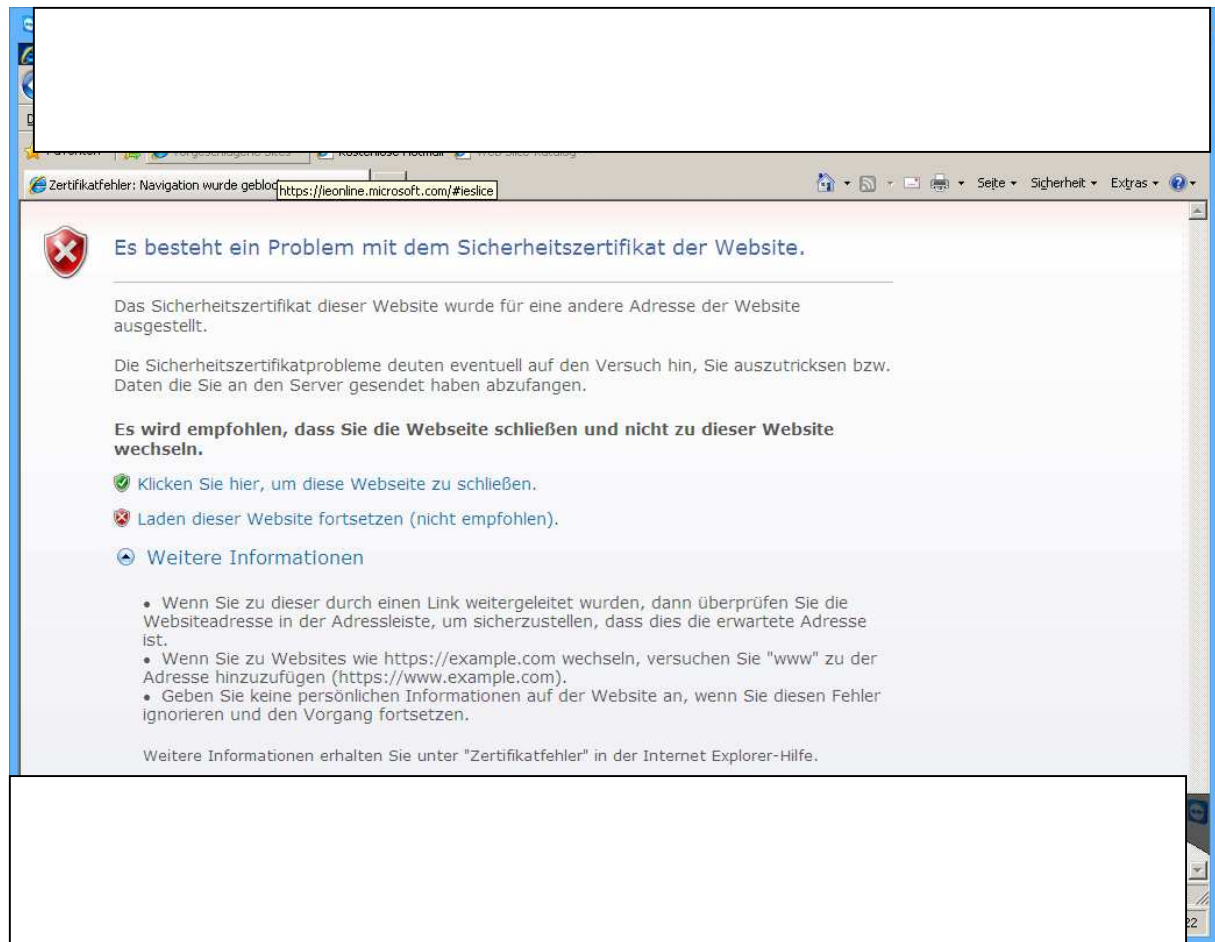 Zertifikatfehler: Navigation wurde gebloc
https://ieonline.microsoft.com/#ieslice
Seite Sicherheit Extras
Es besteht ein Problem mit dem Sicherheitszertifikat der Website.
Das Sicherheitszertifikat dieser Website wurde für eine andere Adresse der Website
ausgestellt.
Die Sicherheitszertifikatprobleme deuten eventuell auf den Versuch hin, Sie auszutricksen bzw.
Daten die Sie an den Server gesendet haben abzufangen.
Es wird empfohlen, dass Sie die Webseite schließen und nicht zu dieser Website
wechseln.
Klicken Sie hier, um diese Webseite zu schließen.
Laden dieser Website fortsetzen (nicht empfohlen).
Weitere Informationen
• Wenn Sie zu dieser durch einen Link weitergeleitet wurden, dann überprüfen Sie die
Websiteadresse in der Adressleiste, um sicherzustellen, dass dies die erwartete Adresse
ist.
• Wenn Sie zu Websites wie https://example.com wechseln, versuchen Sie "www" zu der
Adresse hinzuzufügen (https://www.example.com).
• Geben Sie keine persönlichen Informationen auf der Website an, wenn Sie diesen Fehler
ignorieren und den Vorgang fortsetzen.
Weitere Informationen erhalten Sie unter "Zertifikatfehler" in der Internet Explorer-Hilfe.
22